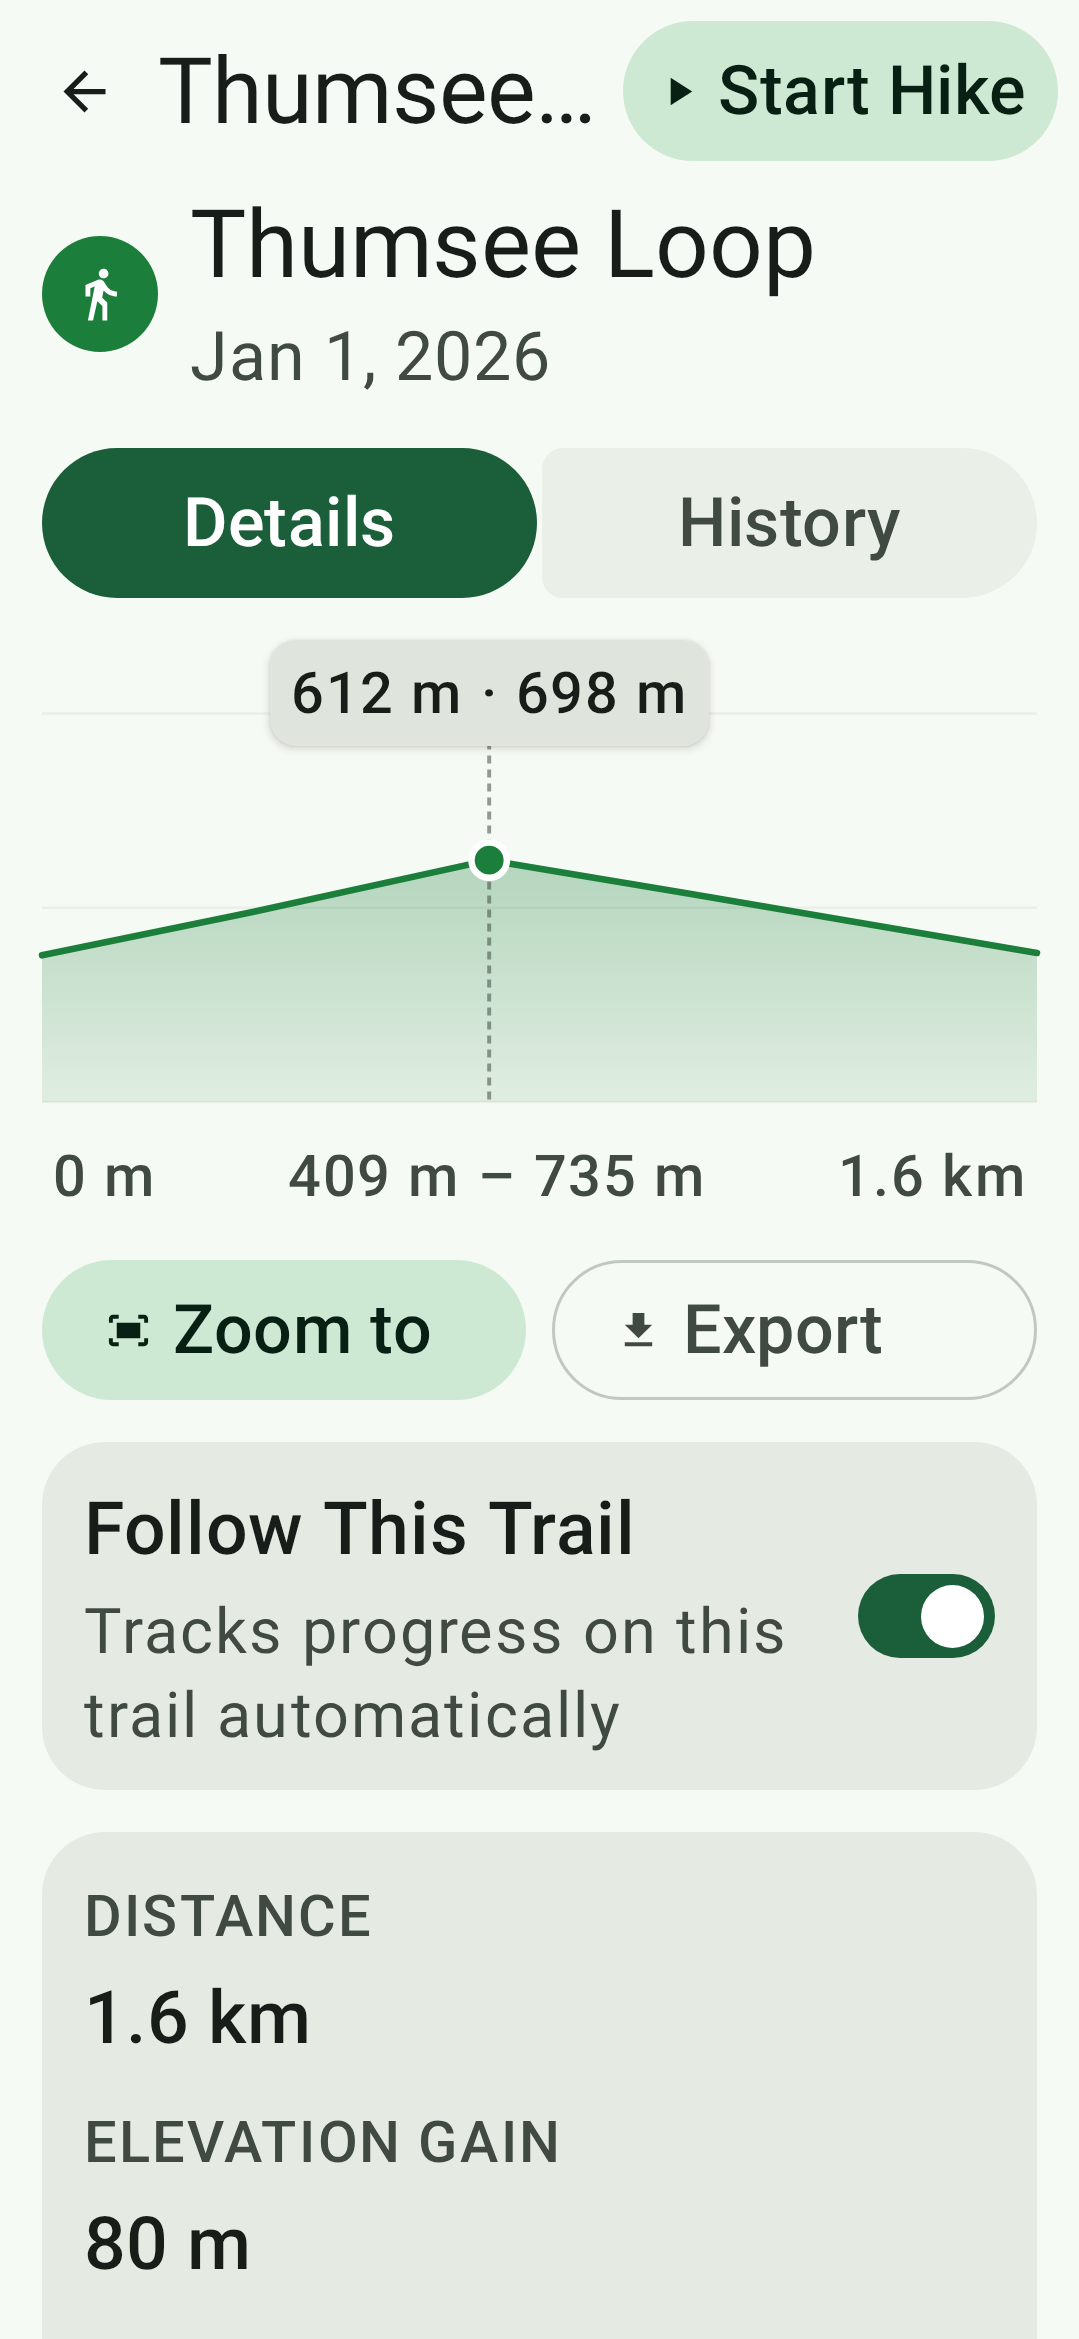 Thumsee...
Start Hike
Thumsee Loop
Jan 1, 2026
Details
History
612 m · 698 m
0 m
409 m – 735 m
1.6 km
Zoom to
Export
Follow This Trail
Tracks progress on this
trail automatically
DISTANCE
1.6 km
ELEVATION GAIN
80 m